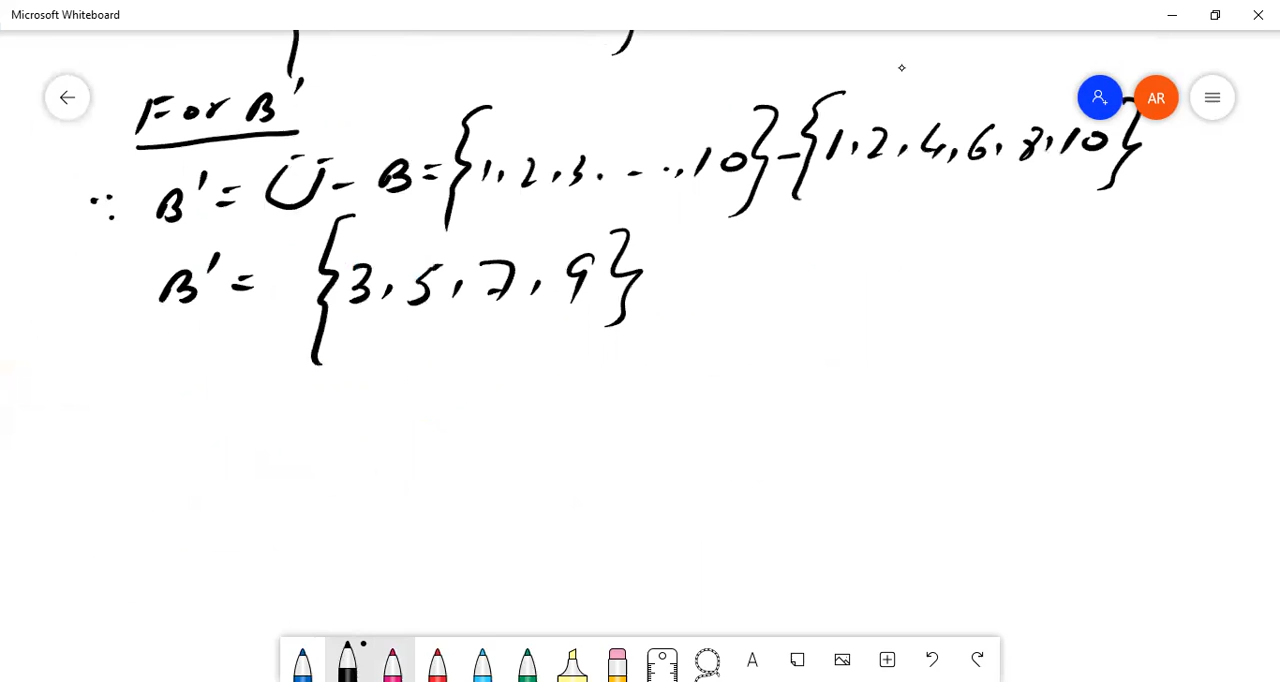 Microsoft Whiteboard
For B'
AR
∵ B' = U - B = {1, 2, 3, ..., 10} - {1, 2, 4, 6, 8, 10}
B' = {3, 5, 7, 9}
A